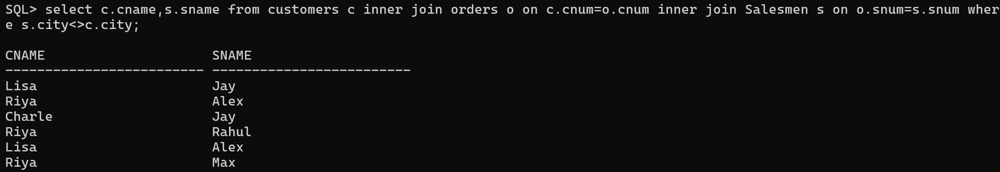 SQL> select c.cname,s.sname from customers c inner join orders o on c.cnum=o.cnum inner join Salesmen s on o.snum=s.snum wher
e s.city<>c.city;
CNAME                     SNAME
------------------------- -------------------------
Lisa                      Jay
Riya                      Alex
Charle                    Jay
Riya                      Rahul
Lisa                      Alex
Riya                      Max